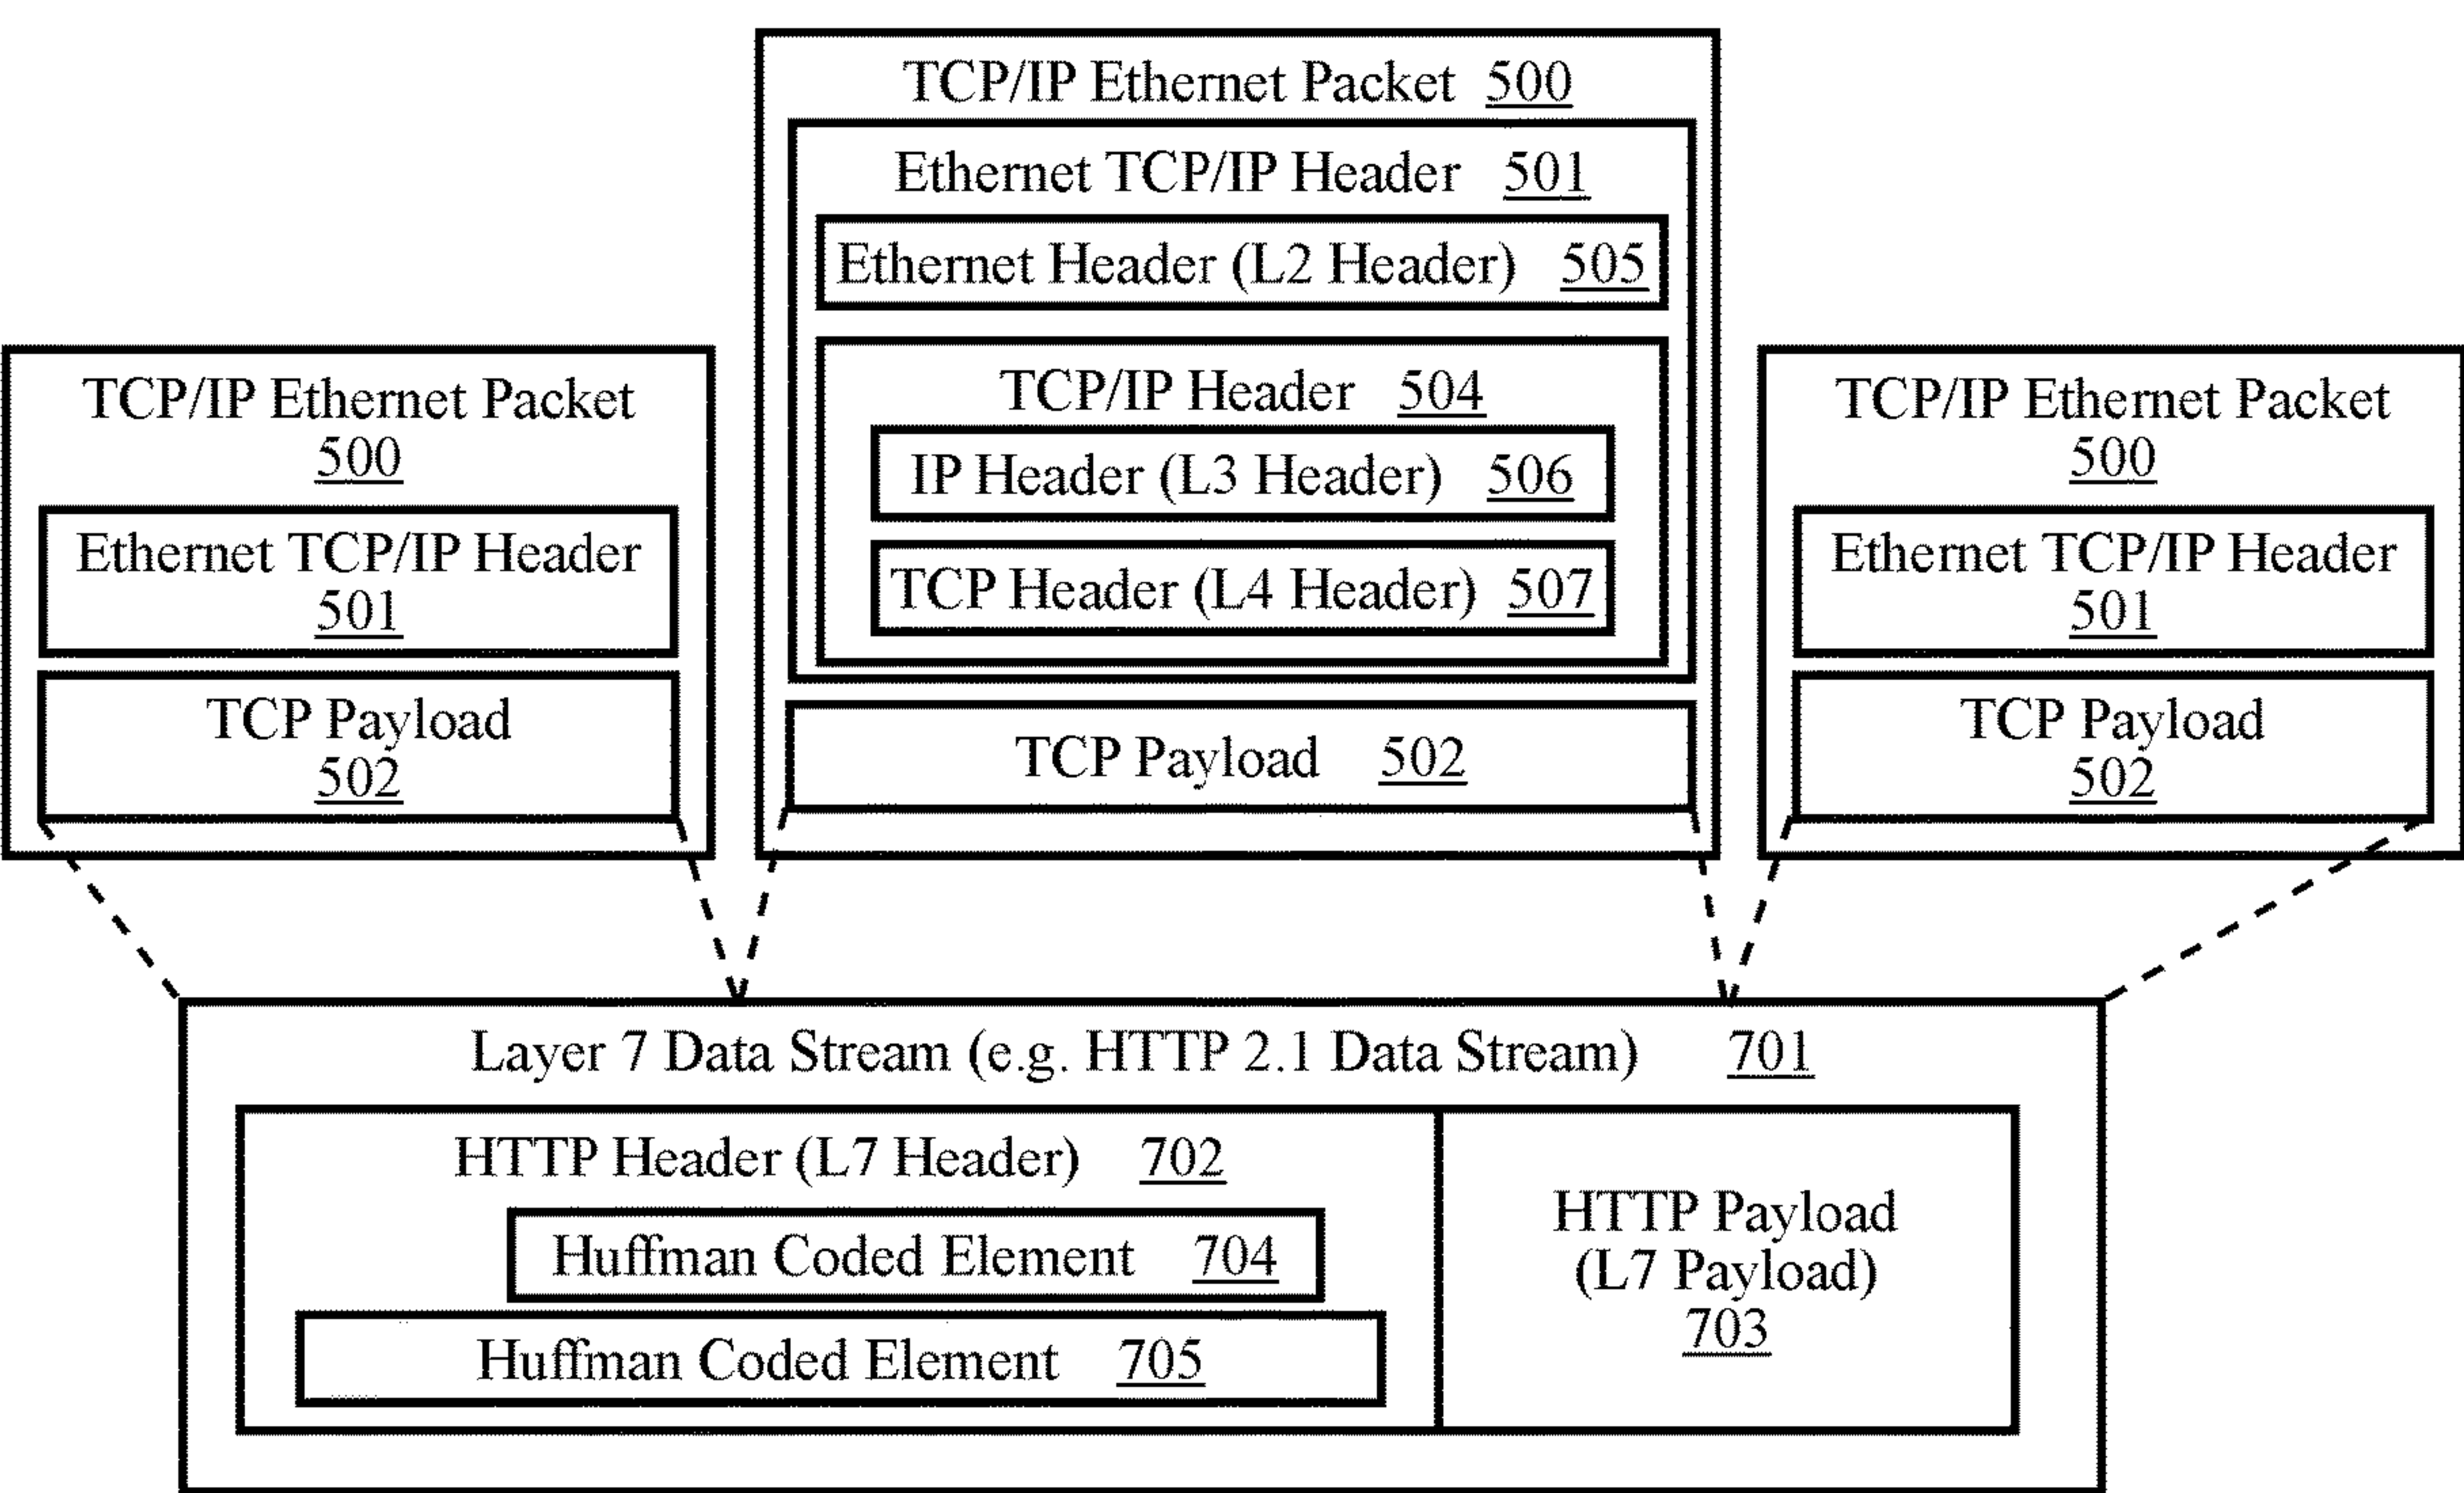 TCP/IP Ethernet Packet
500
Ethernet TCP/IP Header
501
TCP Payload
502
TCP/IP Ethernet Packet 500
Ethernet TCP/IP Header 501
Ethernet Header (L2 Header) 505
TCP/IP Header 504
IP Header (L3 Header) 506
TCP Header (L4 Header) 507
TCP Payload 502
TCP/IP Ethernet Packet
500
Ethernet TCP/IP Header
501
TCP Payload
502
Layer 7 Data Stream (e.g. HTTP 2.1 Data Stream) 701
HTTP Header (L7 Header) 702
Huffman Coded Element 704
Huffman Coded Element 705
HTTP Payload
(L7 Payload)
703